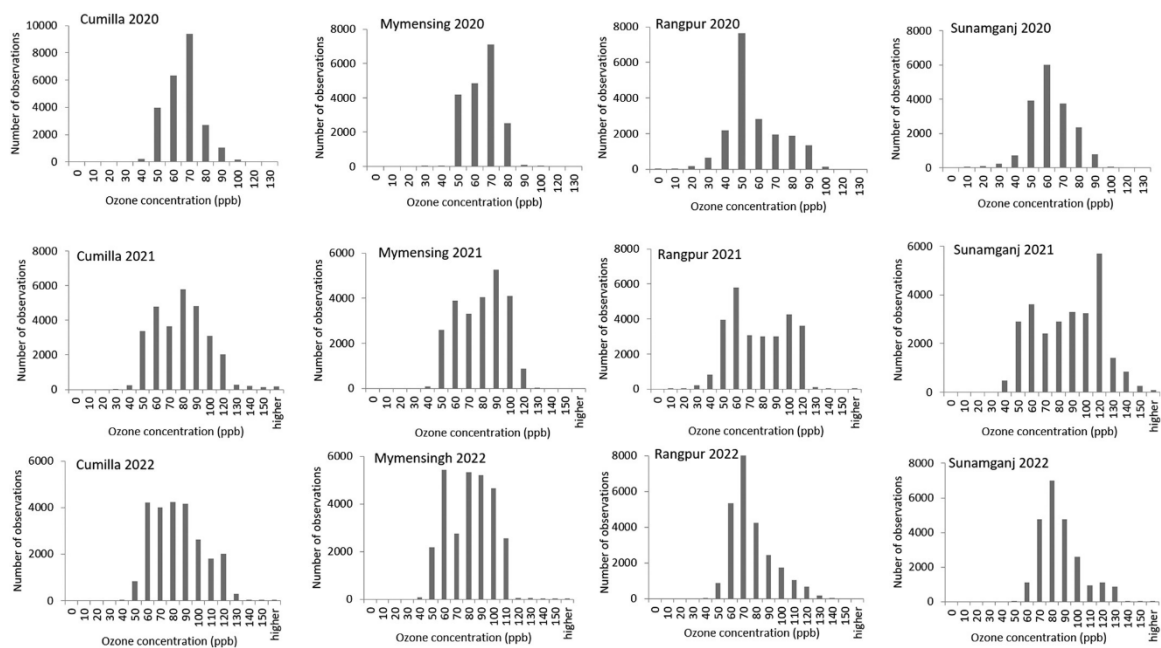 Cumilla 2020
Number of observations
10000
8000
6000
4000
2000
0
0 10 20 30 40 50 60 70 80 90 100 120 130
Ozone concentration (ppb)
Mymensing 2020
Number of observations
8000
6000
4000
2000
0
0 10 20 30 40 50 60 70 80 90 100 120 130
Ozone concentration (ppb)
Rangpur 2020
Number of observations
8000
6000
4000
2000
0
0 10 20 30 40 50 60 70 80 90 100 120 130
Ozone concentration (ppb)
Sunamganj 2020
Number of observations
8000
6000
4000
2000
0
0 10 20 30 40 50 60 70 80 90 100 120 130
Ozone concentration (ppb)
Cumilla 2021
Number of observations
8000
6000
4000
2000
0
0 10 20 30 40 50 60 70 80 90 100 120 130 140 150 higher
Ozone concentration (ppb)
Mymensing 2021
Number of observations
6000
4000
2000
0
0 10 20 30 40 50 60 70 80 90 100 120 130 140 150 higher
Ozone concentration (ppb)
Rangpur 2021
Number of observations
8000
6000
4000
2000
0
0 10 20 30 40 50 60 70 80 90 100 120 130 140 150 higher
Ozone concentration (ppb)
Sunamganj 2021
Number of observations
6000
4000
2000
0
0 10 20 30 40 50 60 70 80 90 100 120 130 140 150 higher
Ozone concentration (ppb)
Cumilla 2022
Number of observations
6000
4000
2000
0
0 10 20 30 40 50 60 70 80 90 100 110 120 130 140 150 higher
Ozone concentration (ppb)
Mymensingh 2022
Number of observations
6000
4000
2000
0
0 10 20 30 40 50 60 70 80 90 100 110 120 130 140 150 higher
Ozone concentration (ppb)
Rangpur 2022
Number of observations
8000
6000
4000
2000
0
0 10 20 30 40 50 60 70 80 90 100 110 120 130 140 150 higher
Ozone concentration (ppb)
Sunamganj 2022
Nuber of observations
8000
6000
4000
2000
0
0 10 20 30 40 50 60 70 80 90 100 110 120 130 140 150 higher
Ozone concentration (ppb)